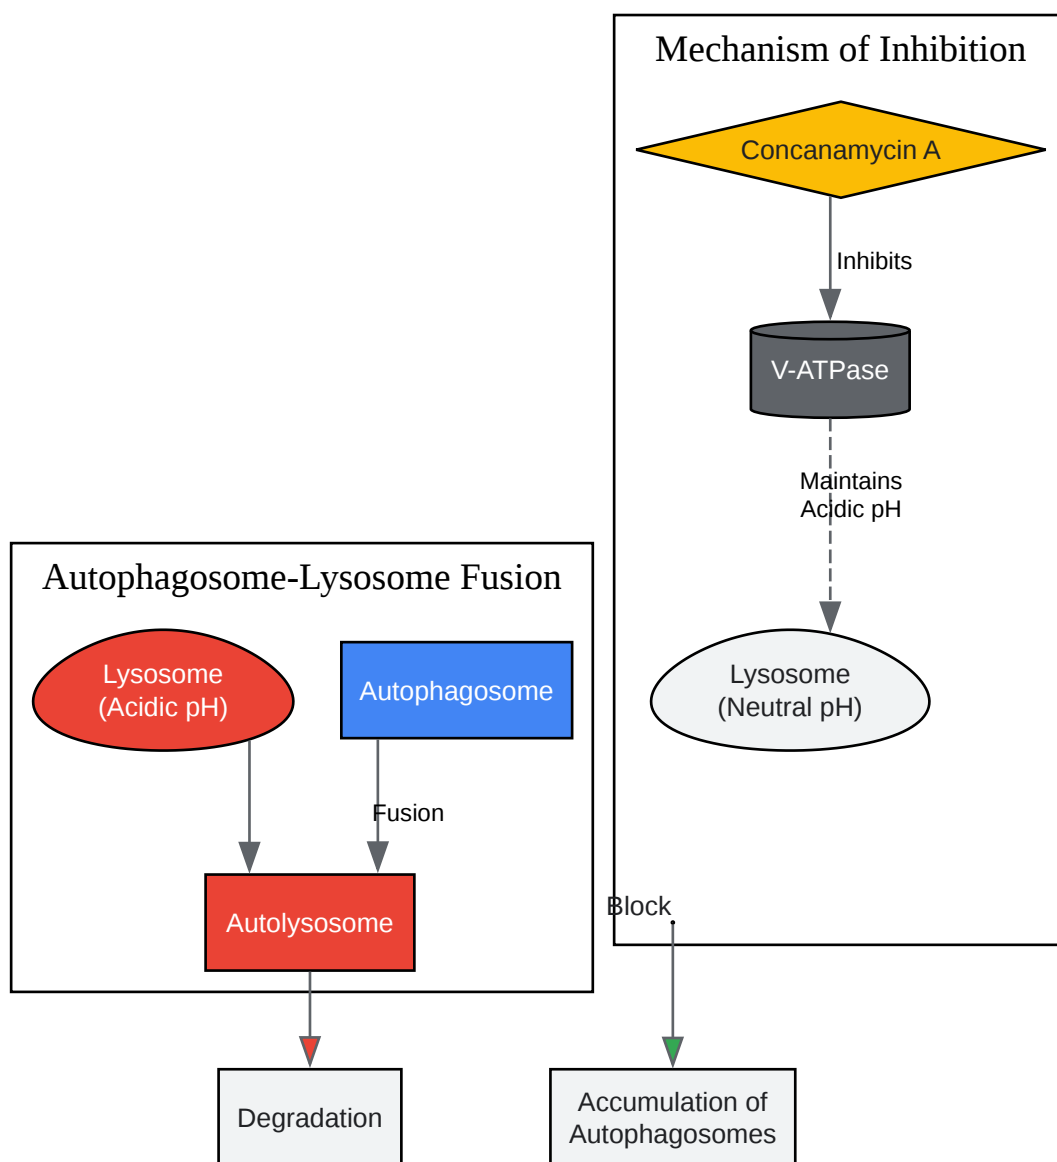 Mechanism of Inhibition
Concanamycin A
Inhibits
V-ATPase
Maintains
Acidic pH
Lysosome
(Neutral pH)
Autophagosome-Lysosome Fusion
Lysosome
(Acidic pH)
Autophagosome
Fusion
Autolysosome
Block
Degradation
Accumulation of
Autophagosomes